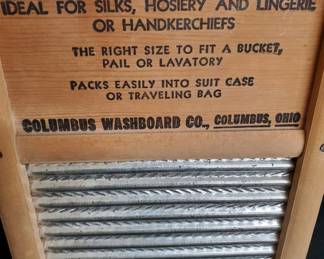 IDEAL FOR SILKS, HOSIERY AND LINGERIE
OR HANDKERCHIEFS
THE RIGHT SIZE TO FIT A BUCKET,
PAIL OR LAVATORY
PACKS EASILY INTO SUIT CASE
OR TRAVELING BAG
COLUMBUS WASHBOARD CO., COLUMBUS, OHIO